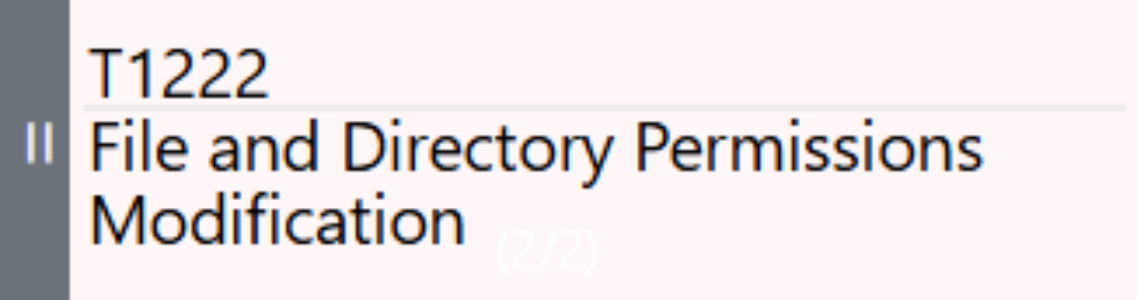 T1222
File and Directory Permissions
Modification
(2/2)